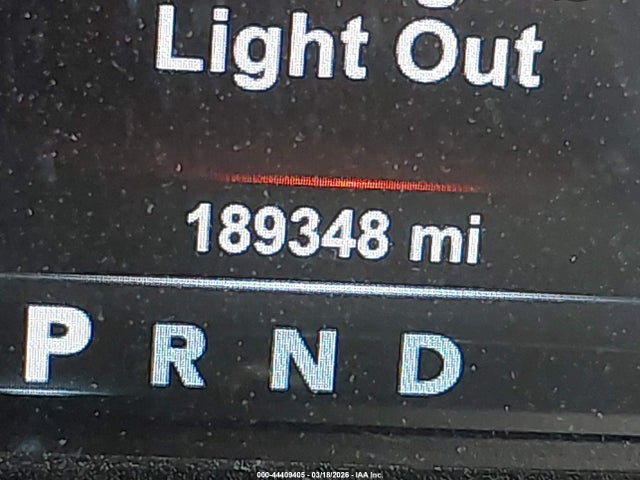 Light Out
189348 mi
P R N D
000-44409405 - 03/18/2026 - IAA Inc.